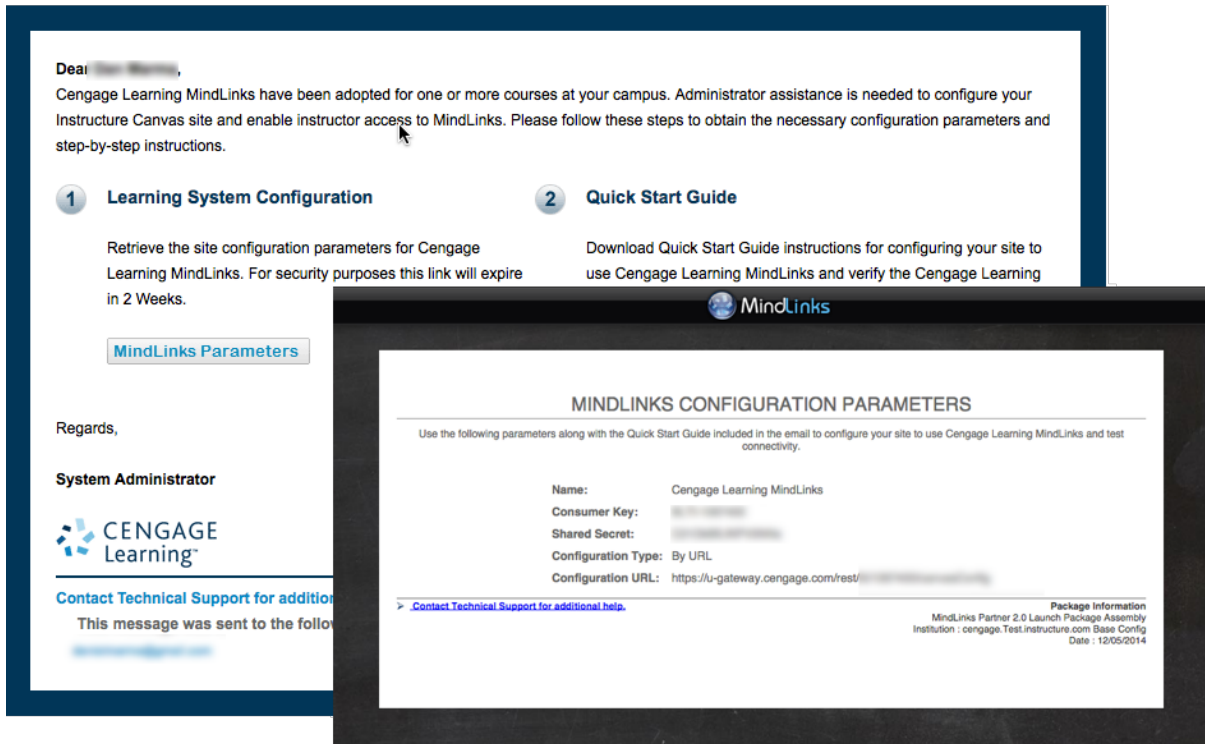 Dear ,
Cengage Learning MindLinks have been adopted for one or more courses at your campus. Administrator assistance is needed to configure your
Instructure Canvas site and enable instructor access to MindLinks. Please follow these steps to obtain the necessary configuration parameters and
step-by-step instructions.
1 Learning System Configuration
Retrieve the site configuration parameters for Cengage
Learning MindLinks. For security purposes this link will expire
in 2 Weeks.
MindLinks Parameters
2 Quick Start Guide
Download Quick Start Guide instructions for configuring your site to
use Cengage Learning MindLinks and verify the Cengage Learning
Regards,
System Administrator
CENGAGE
Learning™
Contact Technical Support for addition
This message was sent to the follow
MindLinks
MINDLINKS CONFIGURATION PARAMETERS
Use the following parameters along with the Quick Start Guide included in the email to configure your site to use Cengage Learning MindLinks and test
connectivity.
Name: Cengage Learning MindLinks
Consumer Key:
Shared Secret:
Configuration Type: By URL
Configuration URL: https://u-gateway.cengage.com/rest/
➢ Contact Technical Support for additional help.
Package Information
MindLinks Partner 2.0 Launch Package Assembly
Institution : cengage.Test.instructure.com Base Config
Date : 12/05/2014